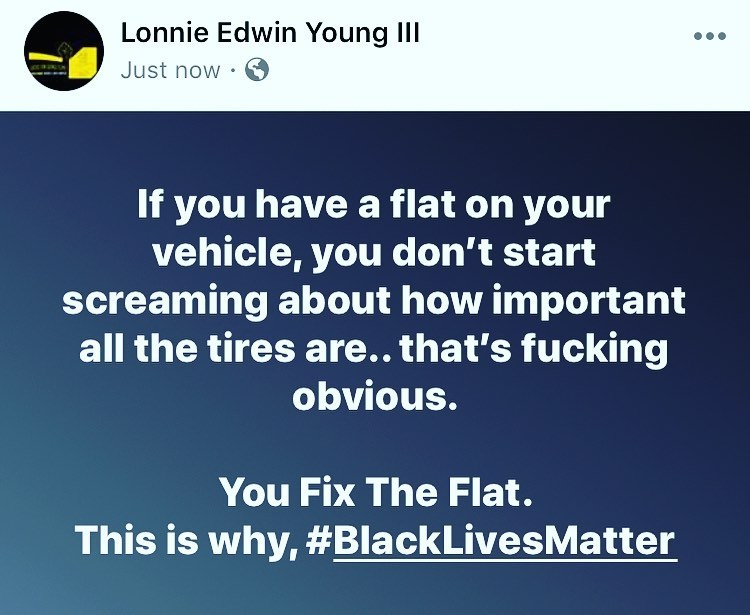 Lonnie Edwin Young III
Just now ·
If you have a flat on your
vehicle, you don’t start
screaming about how important
all the tires are.. that’s fucking
obvious.
You Fix The Flat.
This is why, #BlackLivesMatter